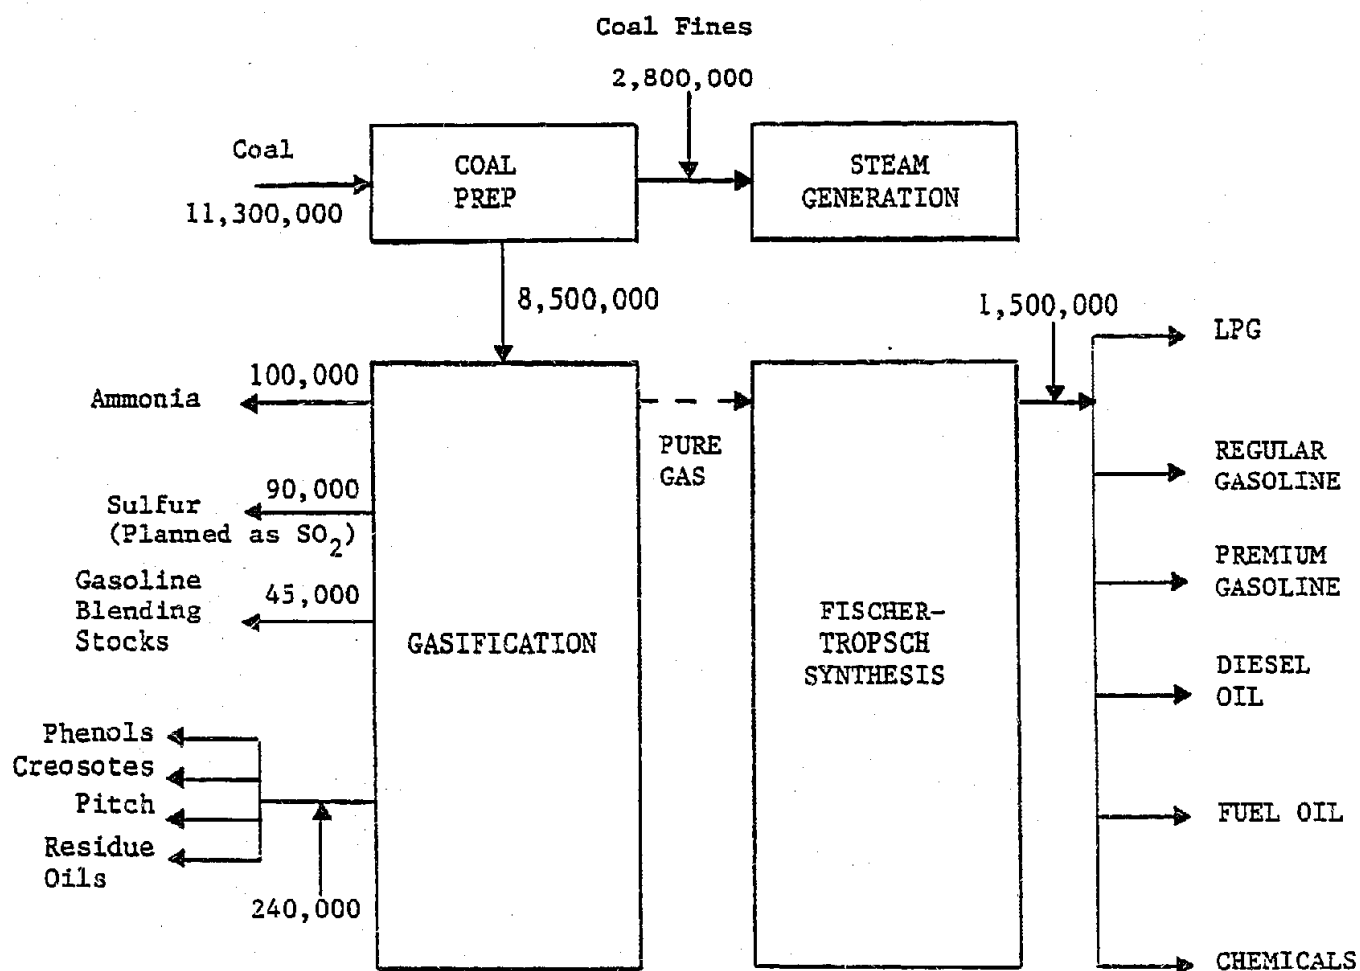 Coal Fines
2,800,000
Coal
11,300,000
COAL
PREP
STEAM
GENERATION
8,500,000
1,500,000
LPG
100,000
Ammonia
PURE
GAS
REGULAR
GASOLINE
90,000
Sulfur
(Planned as SO2)
PREMIUM
GASOLINE
Gasoline
Blending
Stocks
45,000
GASIFICATION
FISCHER-
TROPSCH
SYNTHESIS
DIESEL
OIL
Phenols
Creosotes
Pitch
Residue
Oils
240,000
FUEL OIL
CHEMICALS